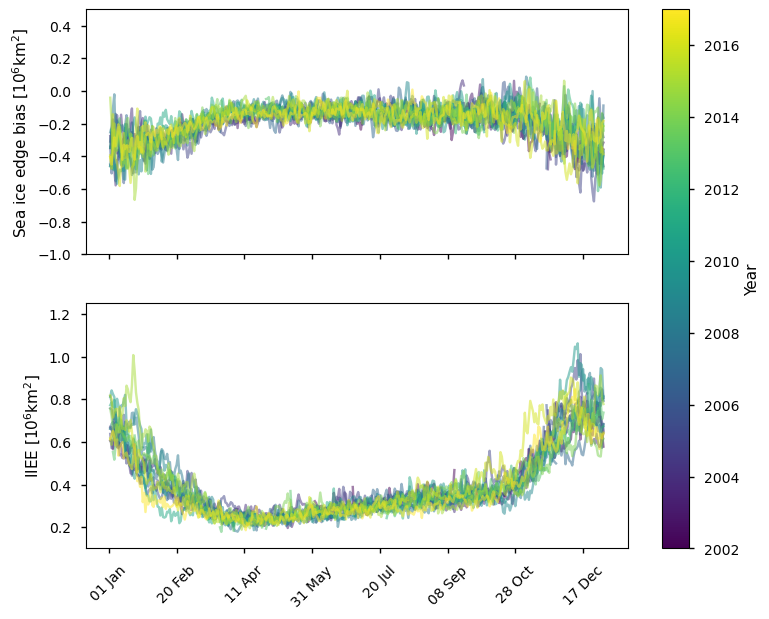 Sea ice edge bias [10⁶km²]
0.4
0.2
0.0
−0.2
−0.4
−0.6
−0.8
−1.0
IIEE [10⁶km²]
1.2
1.0
0.8
0.6
0.4
0.2
01 Jan
20 Feb
11 Apr
31 May
20 Jul
08 Sep
28 Oct
17 Dec
2016
2014
2012
2010
2008
2006
2004
2002
Year